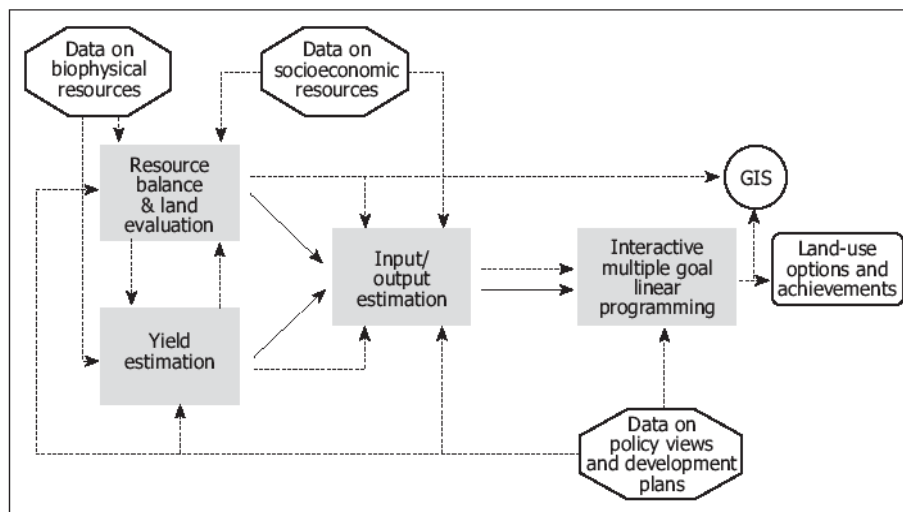 Data on
biophysical
resources
Data on
socioeconomic
resources
Resource
balance
& land
evaluation
GIS
Input/
output
estimation
Interactive
multiple goal
linear
programming
Land-use
options and
achievements
Yield
estimation
Data on
policy views
and development
plans